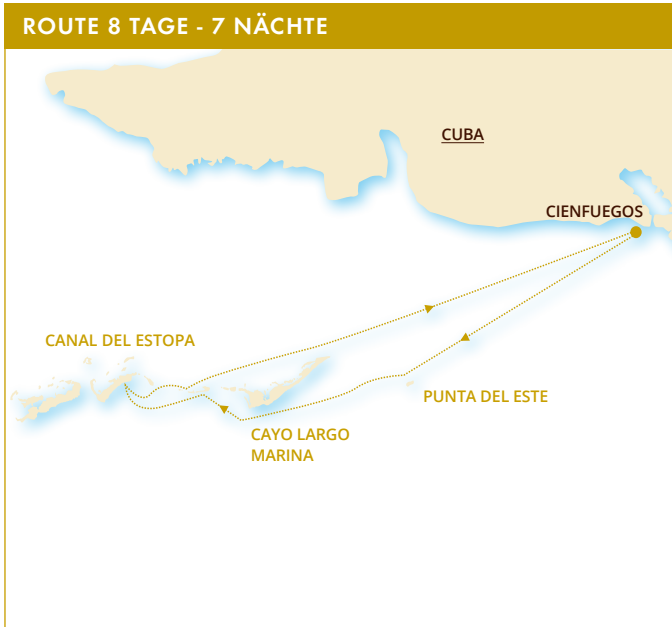 ROUTE 8 TAGE - 7 NÄCHTE
CUBA
CIENFUEGOS
CANAL DEL ESTOPA
PUNTA DEL ESTE
CAYO LARGO
MARINA